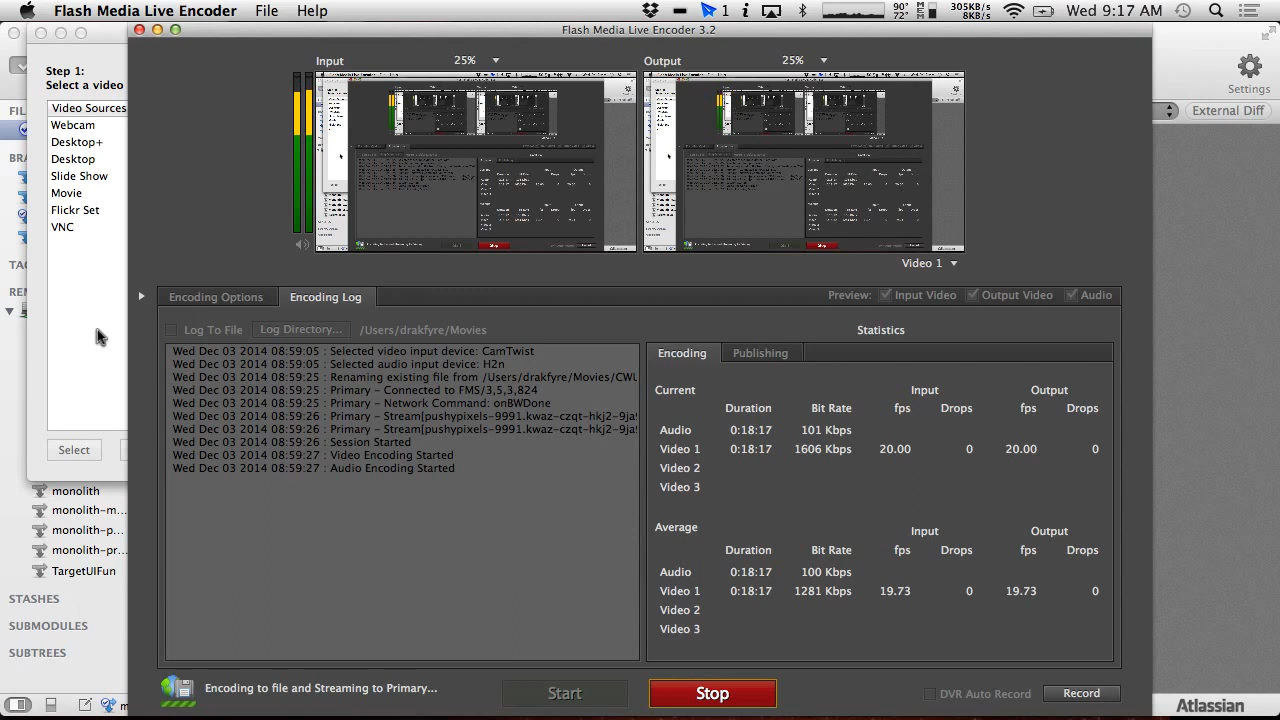 Flash Media Live Encoder File Help
1
90°
72°
305KB/s
8KB/s
Wed 9:17 AM
Flash Media Live Encoder 3.2
Step 1:
Select a video
Video Sources
Webcam
Desktop+
Desktop
Slide Show
Movie
Flickr Set
VNC
Select
FIL
BRA
TAG
REM
monolith
monolith-m...
monolith-p...
monolith-pr...
TargetUIFun
STASHES
SUBMODULES
SUBTREES
Settings
External Diff
Input 25%
Output 25%
Video 1
Encoding Options Encoding Log
Preview: Input Video Output Video Audio
Log To File Log Directory... /Users/drakfyre/Movies
Wed Dec 03 2014 08:59:05 : Selected video input device: CamTwist
Wed Dec 03 2014 08:59:05 : Selected audio input device: H2n
Wed Dec 03 2014 08:59:25 : Renaming existing file from /Users/drakfyre/Movies/CWU
Wed Dec 03 2014 08:59:25 : Primary - Connected to FMS/3,5,3,824
Wed Dec 03 2014 08:59:25 : Primary - Network Command: onBWDone
Wed Dec 03 2014 08:59:26 : Primary - Stream[pushypixels-9991.kwaz-czqt-hkj2-9ja
Wed Dec 03 2014 08:59:26 : Primary - Stream[pushypixels-9991.kwaz-czqt-hkj2-9ja
Wed Dec 03 2014 08:59:26 : Session Started
Wed Dec 03 2014 08:59:27 : Video Encoding Started
Wed Dec 03 2014 08:59:27 : Audio Encoding Started
Statistics
Encoding Publishing
Current Input Output
Duration Bit Rate fps Drops fps Drops
Audio 0:18:17 101 Kbps
Video 1 0:18:17 1606 Kbps 20.00 0 20.00 0
Video 2
Video 3
Average Input Output
Duration Bit Rate fps Drops fps Drops
Audio 0:18:17 100 Kbps
Video 1 0:18:17 1281 Kbps 19.73 0 19.73 0
Video 2
Video 3
Encoding to file and Streaming to Primary...
Start
Stop
DVR Auto Record
Record
Atlassian